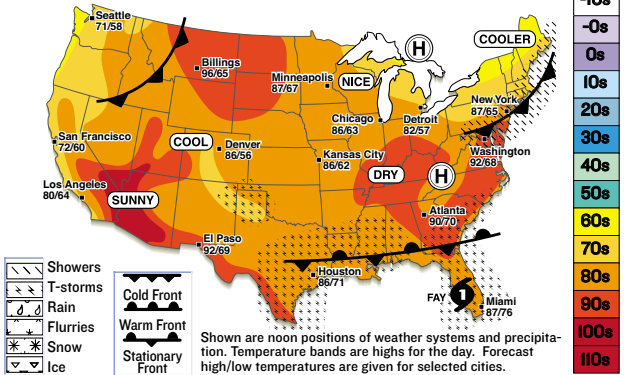 Seattle
71/58
Billings
96/65
Minneapolis
87/67
NICE
H
COOLER
New York
87/65
Chicago
86/63
Detroit
82/57
Washington
92/68
San Francisco
72/60
COOL
Denver
86/56
Kansas City
86/62
DRY
H
Los Angeles
80/64
SUNNY
Atlanta
90/70
El Paso
92/69
Houston
86/71
FAY
1
Miami
87/76
Showers
T-storms
Rain
Flurries
Snow
Ice
Cold Front
Warm Front
Stationary
Front
Shown are noon positions of weather systems and precipita-
tion. Temperature bands are highs for the day. Forecast
high/low temperatures are given for selected cities.
-10s
-0s
0s
10s
20s
30s
40s
50s
60s
70s
80s
90s
100s
110s